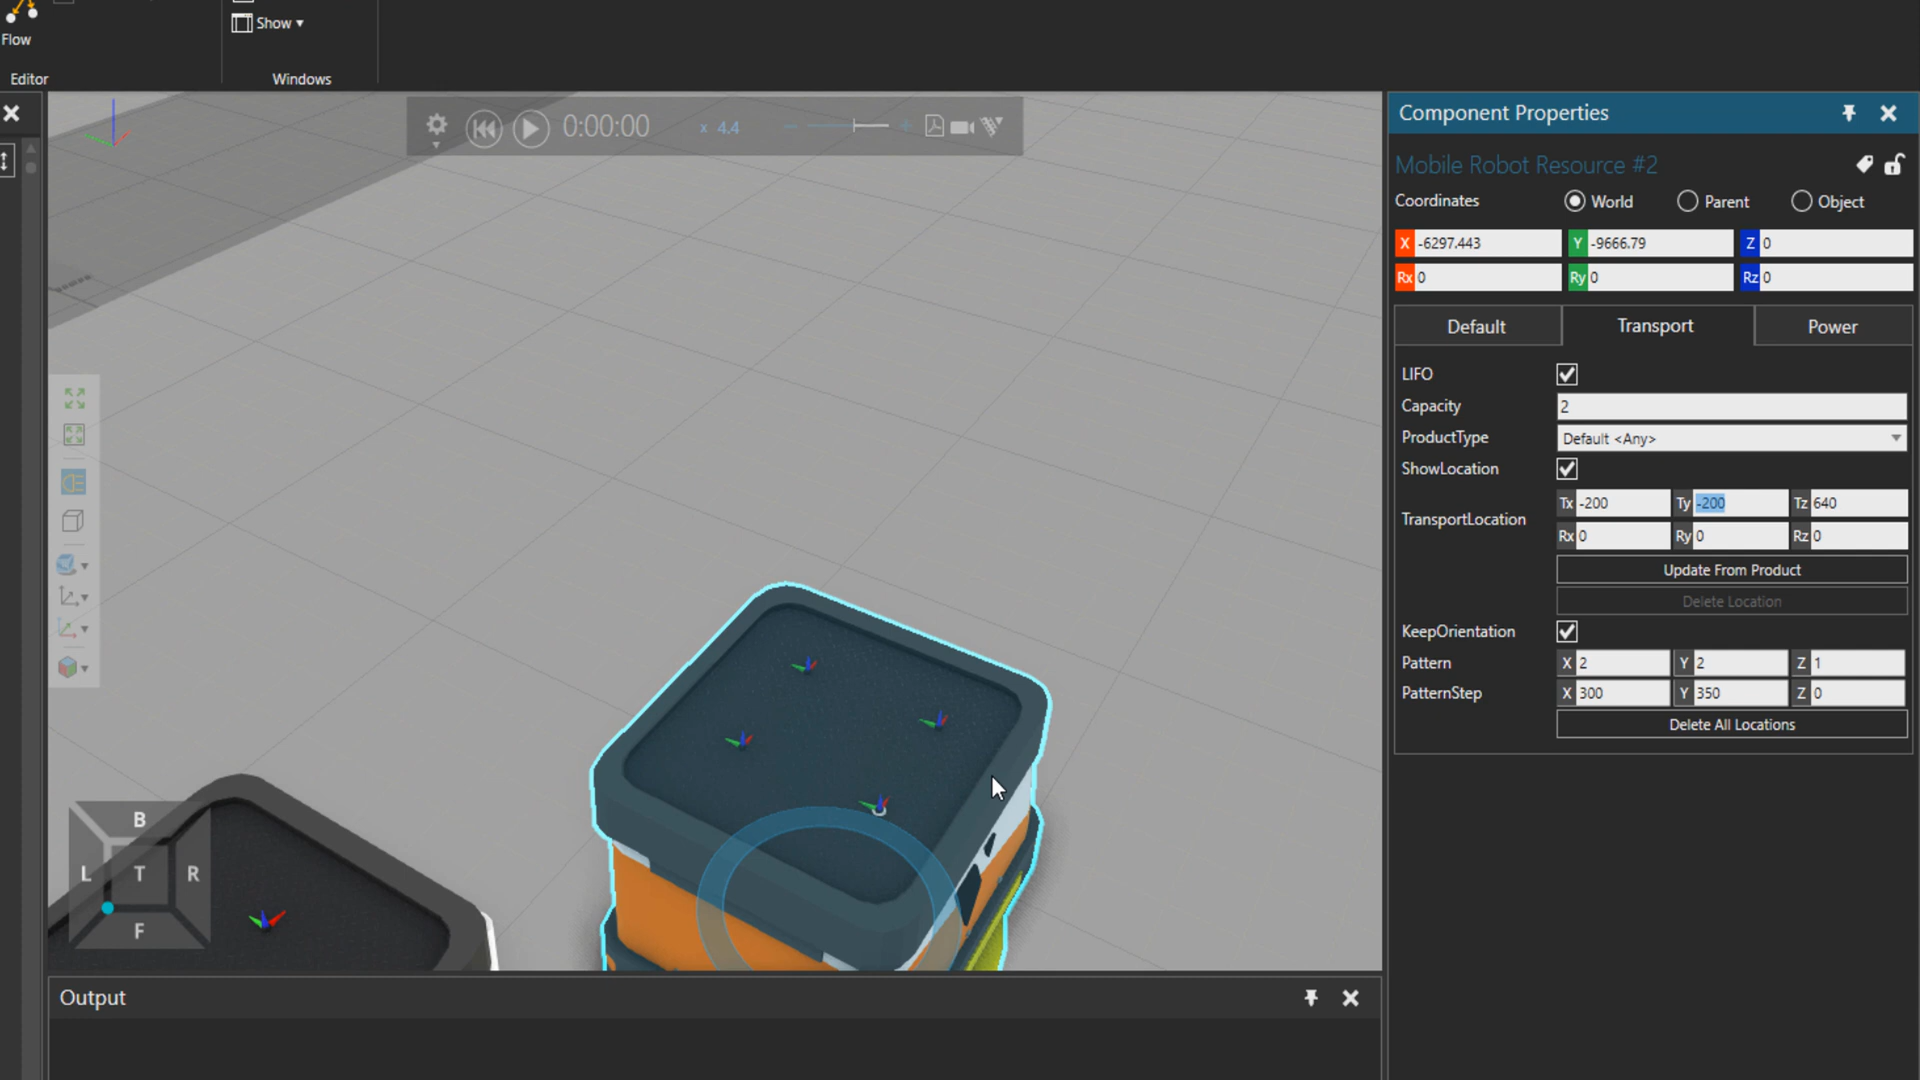 Show
Flow
Editor
Windows
0:00:00
x 4.4
B
L T R
F
Output
Component Properties
Mobile Robot Resource #2
Coordinates World Parent Object
X -6297.443 Y -9666.79 Z 0
Rx 0 Ry 0 Rz 0
Default Transport Power
LIFO
Capacity 2
ProductType Default <Any>
ShowLocation
TransportLocation
Tx -200 Ty -200 Tz 640
Rx 0 Ry 0 Rz 0
Update From Product
Delete Location
KeepOrientation
Pattern X 2 Y 2 Z 1
PatternStep X 300 Y 350 Z 0
Delete All Locations